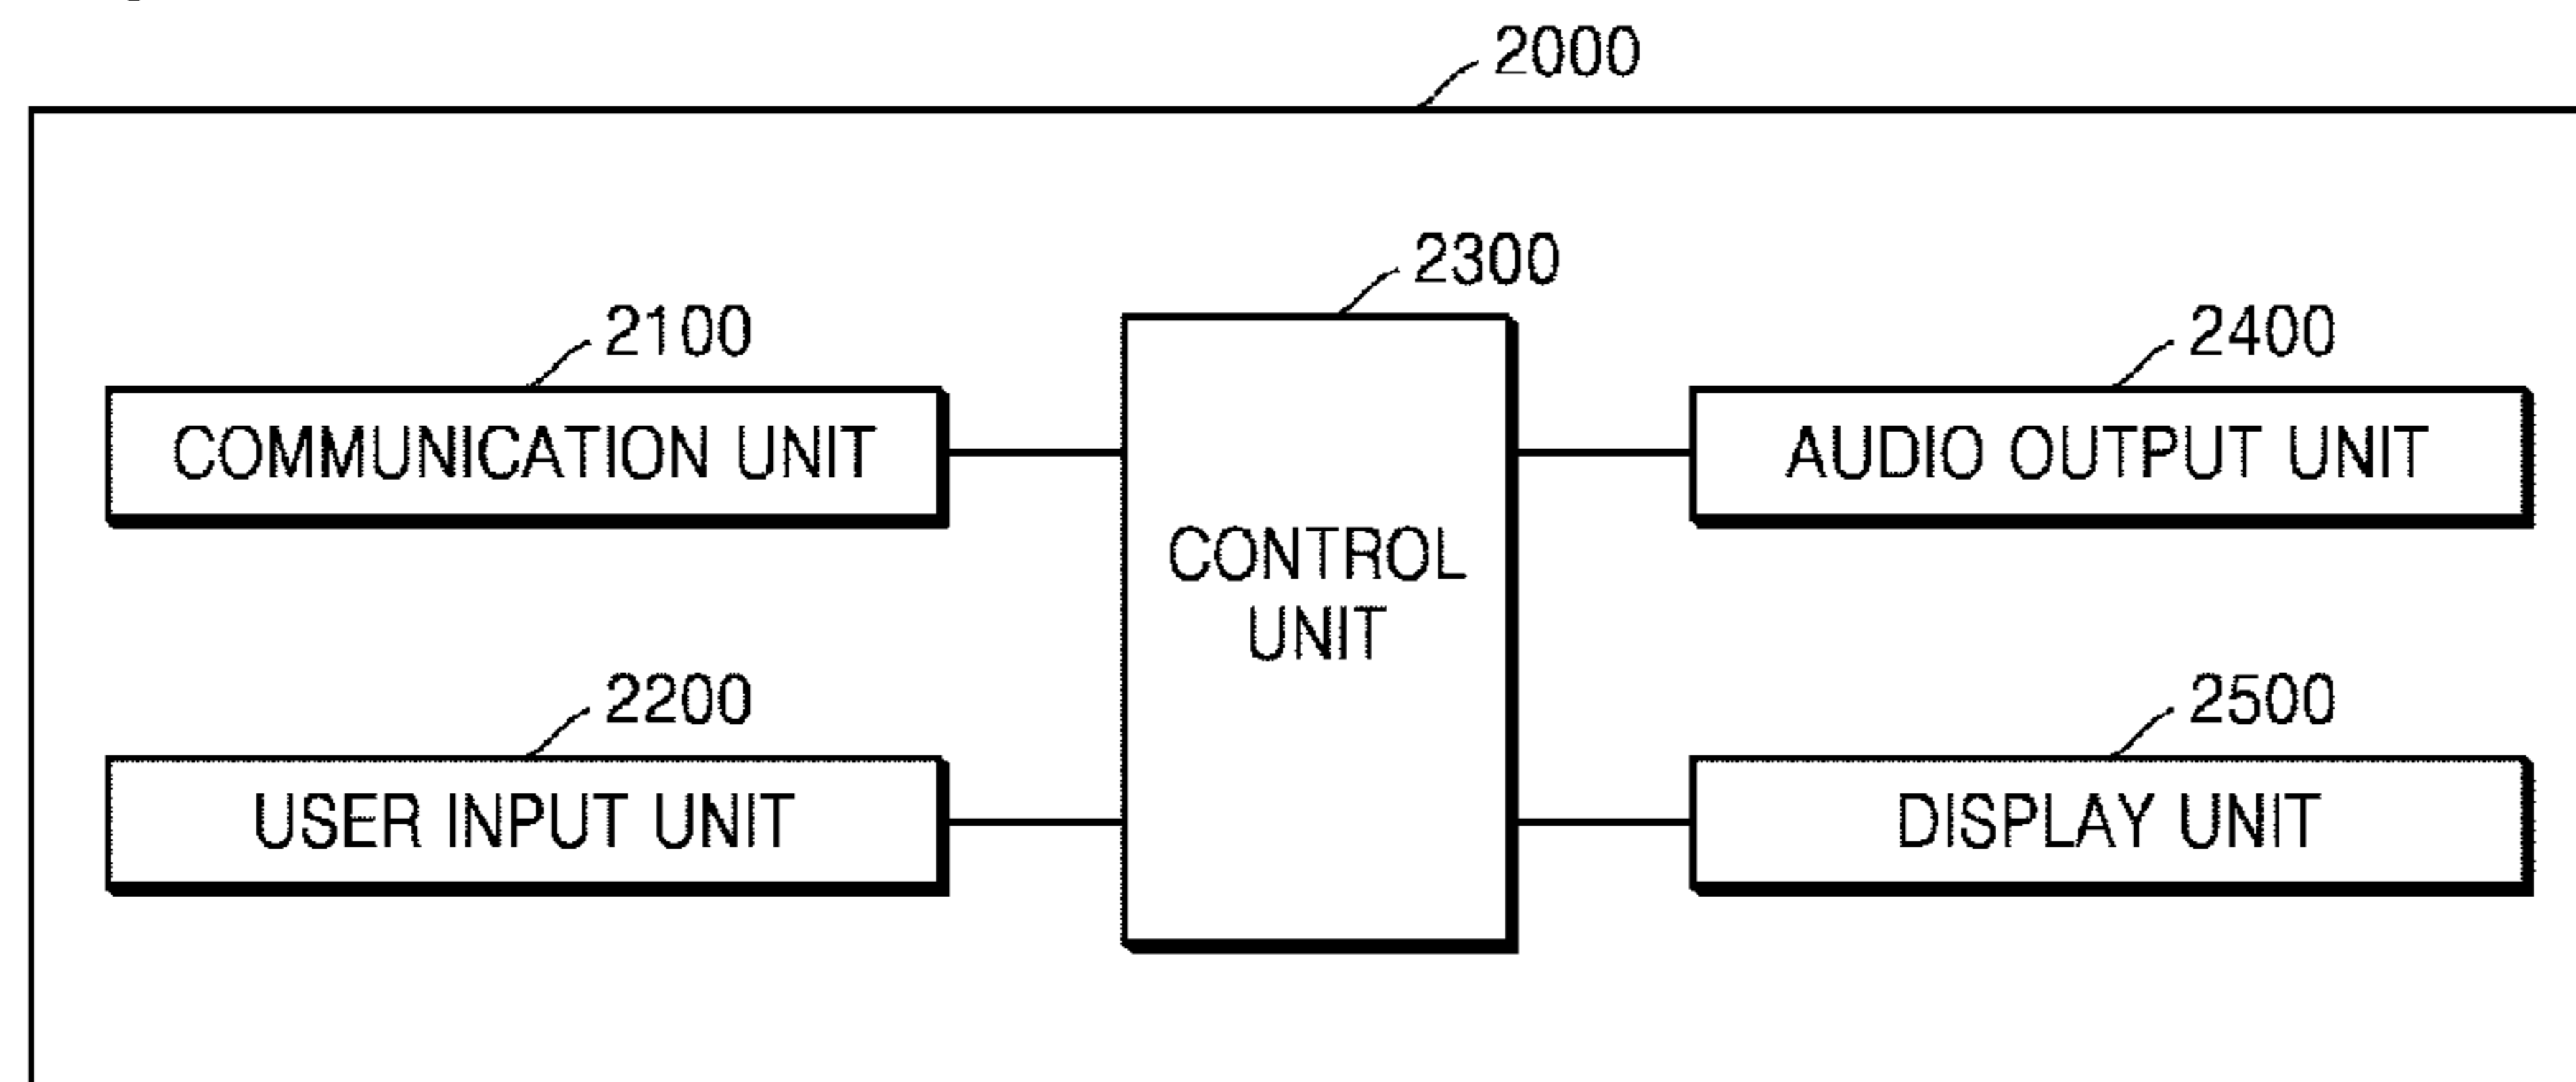 2000
2300
2100
2400
COMMUNICATION UNIT
AUDIO OUTPUT UNIT
CONTROL
UNIT
2200
2500
USER INPUT UNIT
DISPLAY UNIT